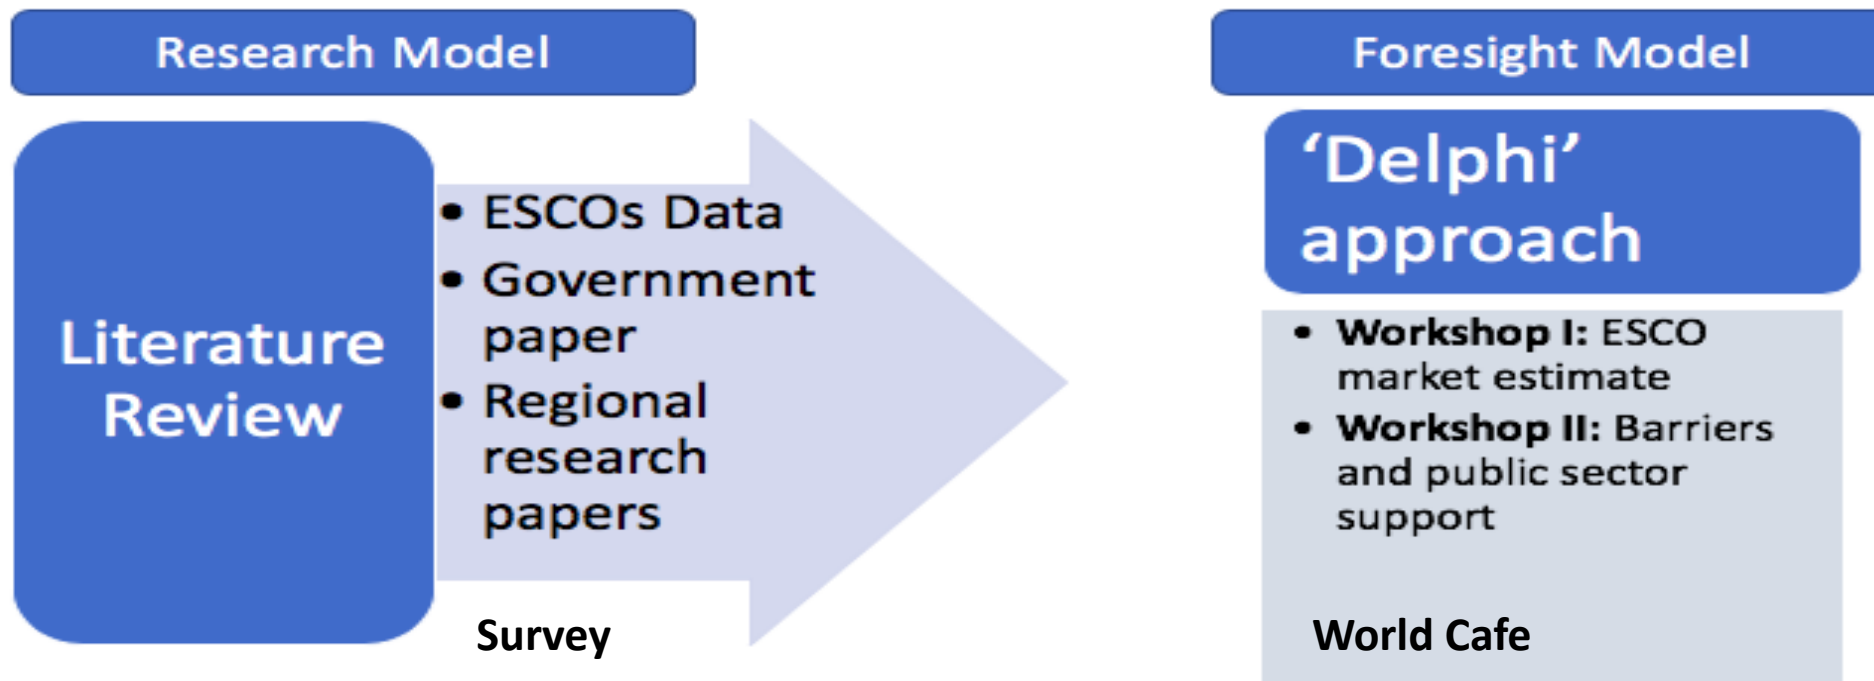 Research Model
Literature
Review
• ESCOs Data
• Government
paper
• Regional
research
papers
Survey
Foresight Model
‘Delphi’
approach
• Workshop I: ESCO
market estimate
• Workshop II: Barriers
and public sector
support
World Cafe